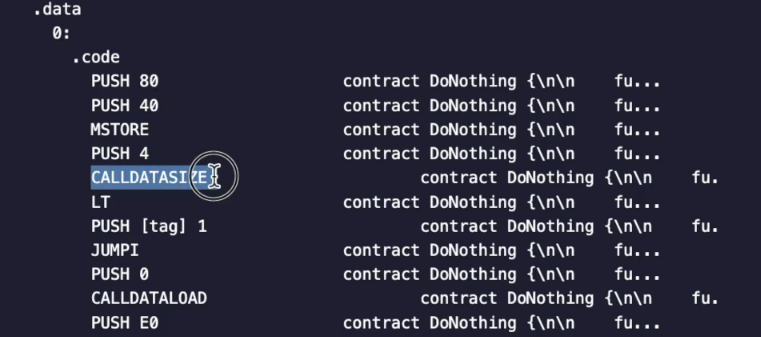 .data
0:
.code
PUSH 80 contract DoNothing {\n\n fu...
PUSH 40 contract DoNothing {\n\n fu...
MSTORE contract DoNothing {\n\n fu...
PUSH 4 contract DoNothing {\n\n fu...
CALLDATASIZE contract DoNothing {\n\n fu.
LT contract DoNothing {\n\n fu...
PUSH [tag] 1 contract DoNothing {\n\n fu.
JUMPI contract DoNothing {\n\n fu...
PUSH 0 contract DoNothing {\n\n fu...
CALLDATALOAD contract DoNothing {\n\n fu.
PUSH E0 contract DoNothing {\n\n fu...